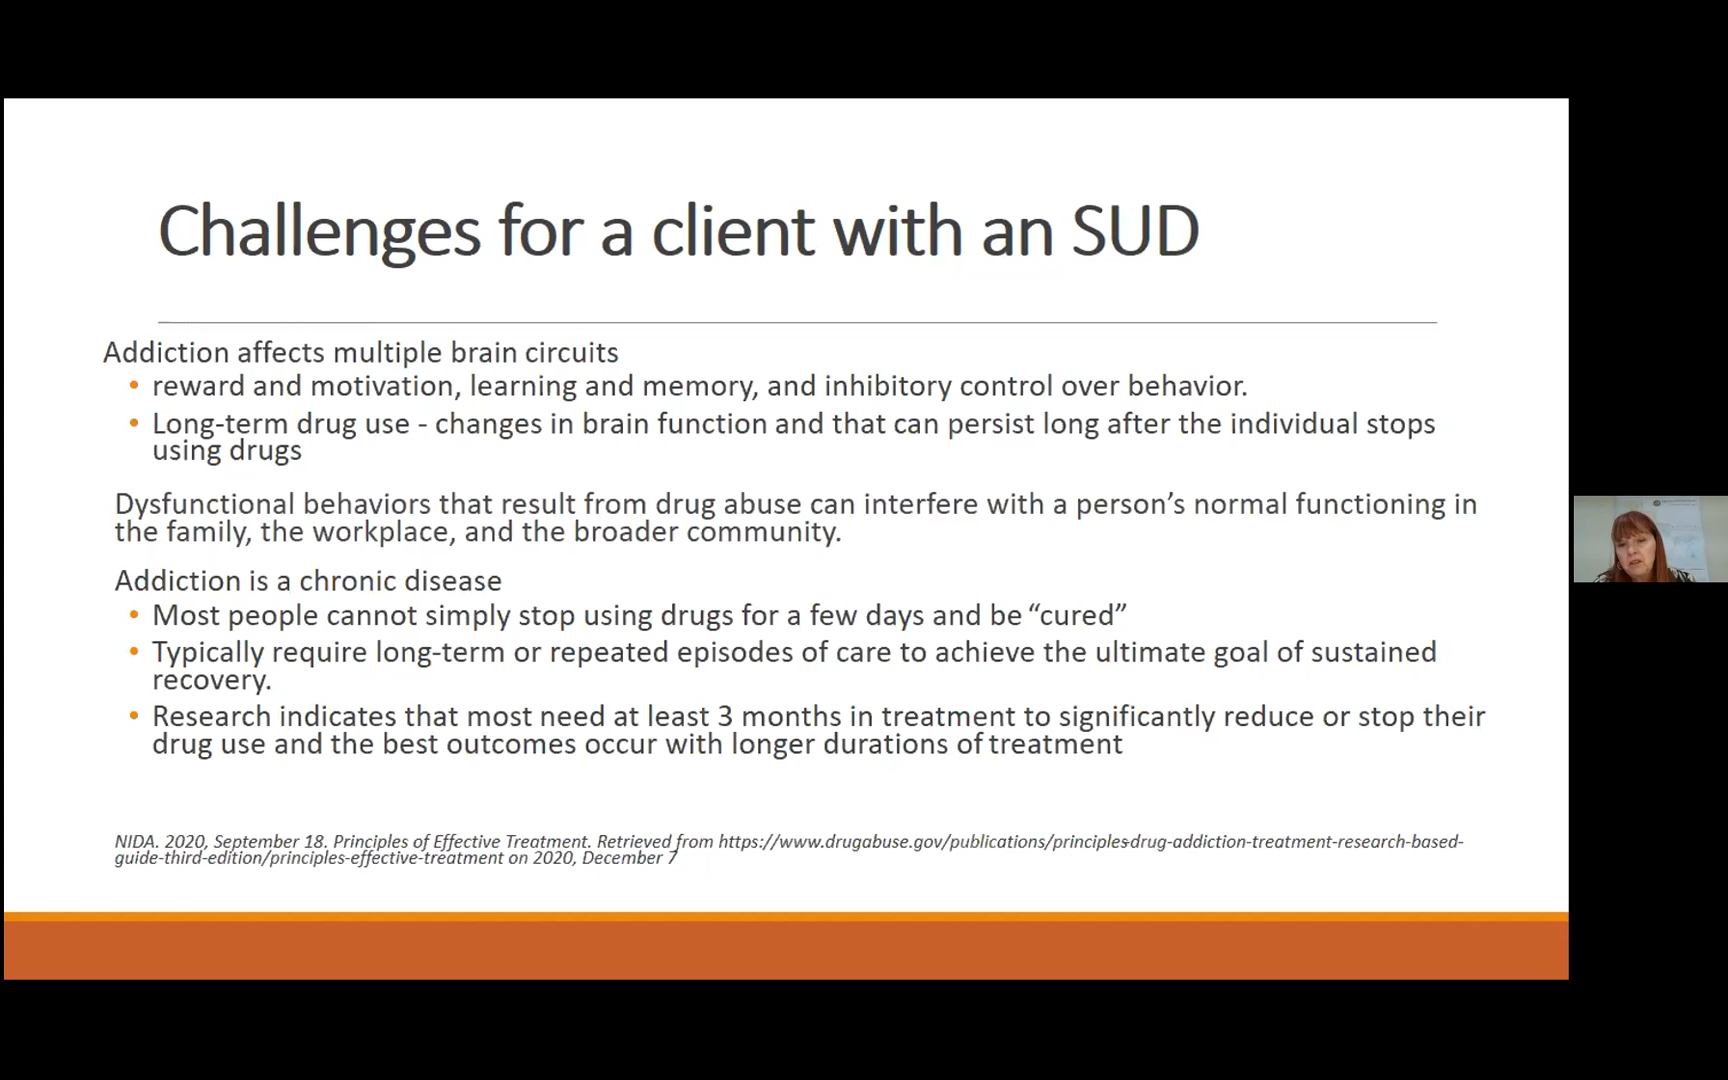 Challenges for a client with an SUD
Addiction affects multiple brain circuits
• reward and motivation, learning and memory, and inhibitory control over behavior.
• Long-term drug use - changes in brain function and that can persist long after the individual stops
using drugs
Dysfunctional behaviors that result from drug abuse can interfere with a person’s normal functioning in
the family, the workplace, and the broader community.
Addiction is a chronic disease
• Most people cannot simply stop using drugs for a few days and be “cured”
• Typically require long-term or repeated episodes of care to achieve the ultimate goal of sustained
recovery.
• Research indicates that most need at least 3 months in treatment to significantly reduce or stop their
drug use and the best outcomes occur with longer durations of treatment
NIDA. 2020, September 18. Principles of Effective Treatment. Retrieved from https://www.drugabuse.gov/publications/principles-drug-addiction-treatment-research-based-
guide-third-edition/principles-effective-treatment on 2020, December 7